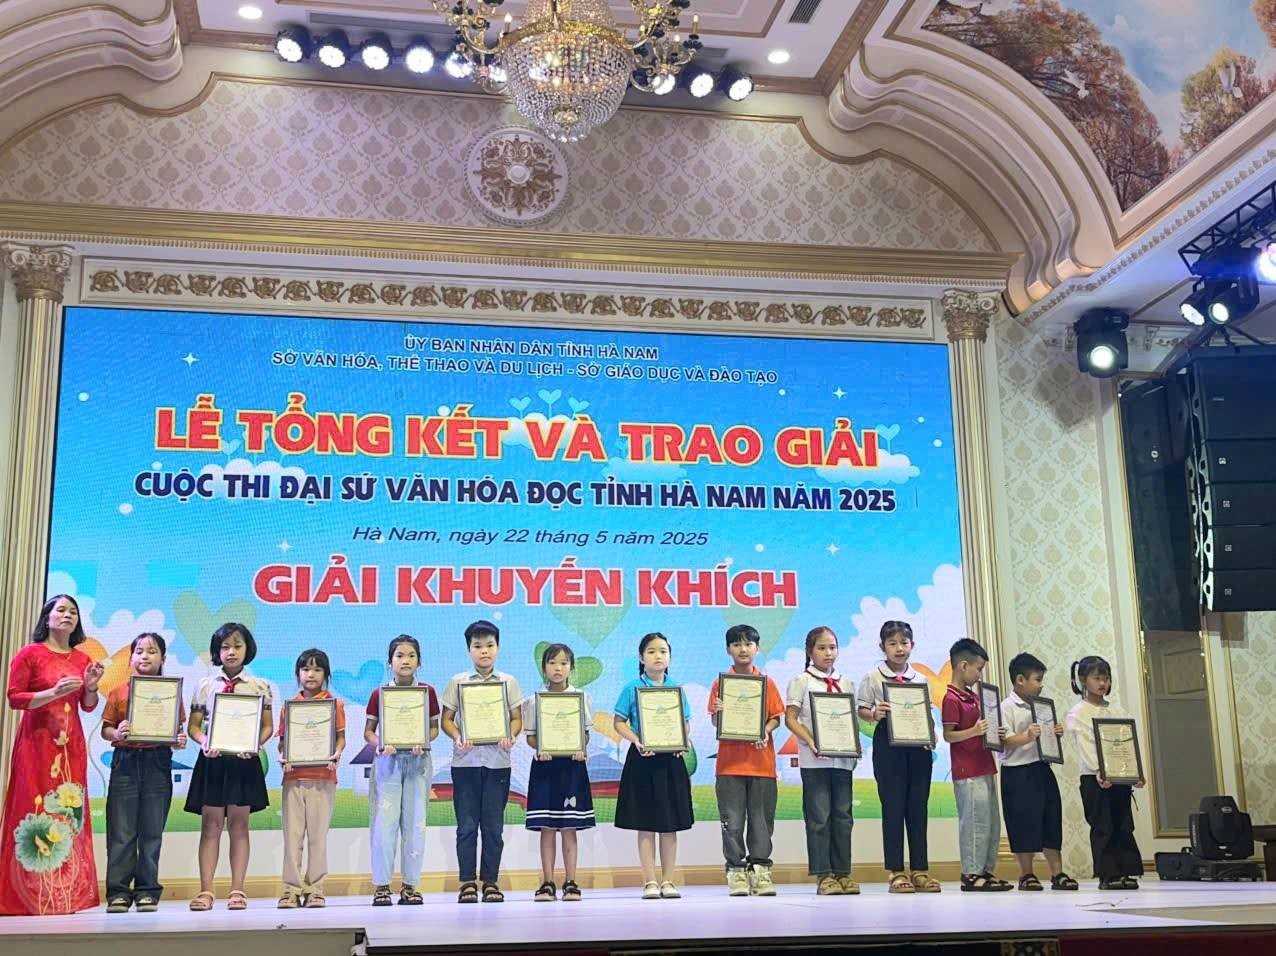 ỦY BAN NHÂN DÂN TỈNH HÀ NAM
SỞ VĂN HÓA, THỂ THAO VÀ DU LỊCH - SỞ GIÁO DỤC VÀ ĐÀO TẠO
LỄ TỔNG KẾT VÀ TRAO GIẢI
CUỘC THI ĐẠI SỨ VĂN HÓA ĐỌC TỈNH HÀ NAM NĂM 2025
Hà Nam, ngày 22 tháng 5 năm 2025
GIẢI KHUYẾN KHÍCH